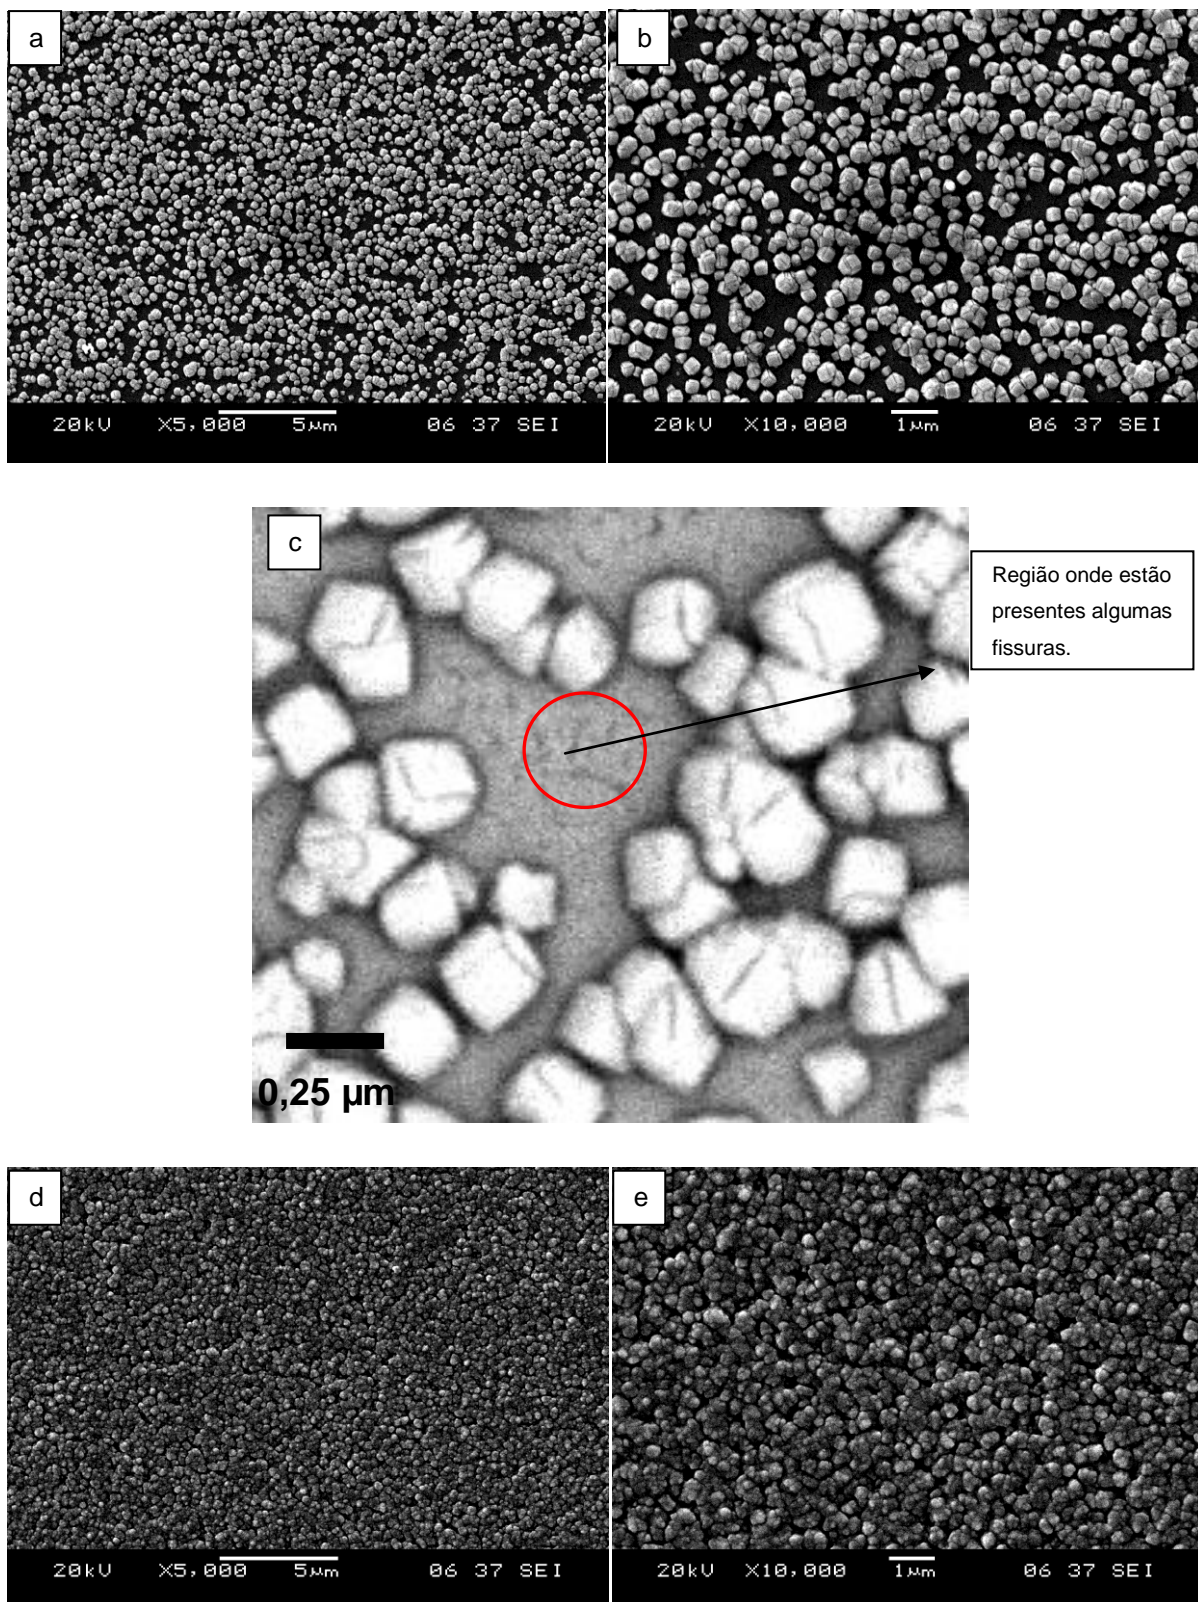 a
b
20kV X5,000 5µm 06 37 SEI
20kV X10,000 1µm 06 37 SEI
c
Região onde estão
presentes algumas
fissuras.
0,25 µm
d
e
20kV X5,000 5µm 06 37 SEI
20kV X10,000 1µm 06 37 SEI